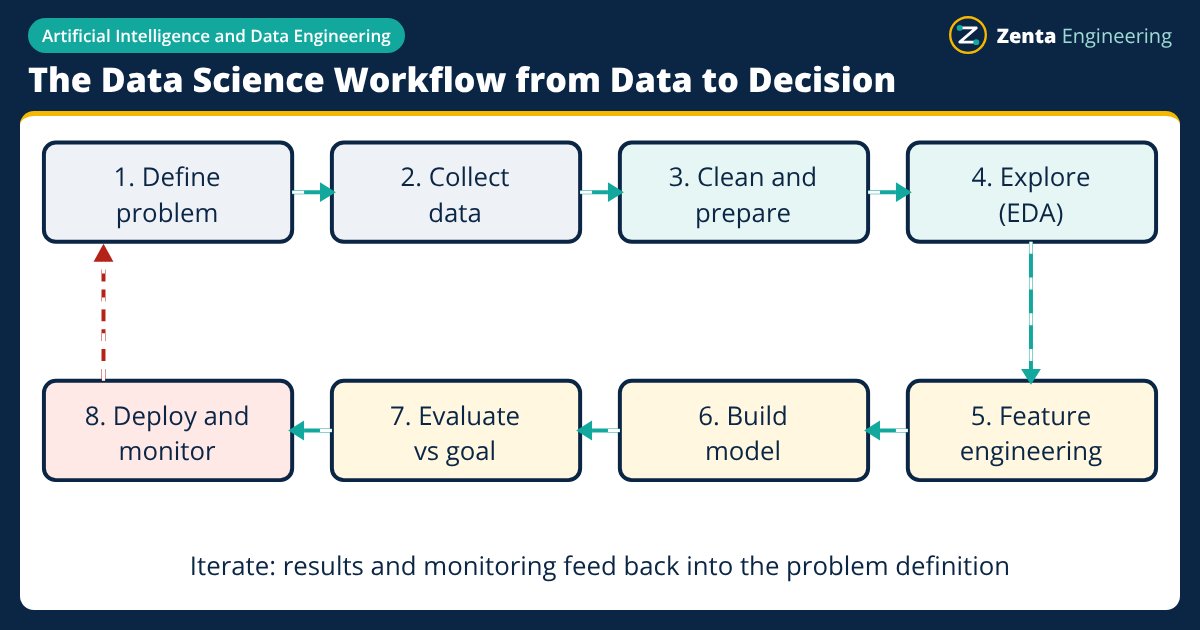 Artificial Intelligence and Data Engineering
Zenta Engineering
The Data Science Workflow from Data to Decision
1. Define
problem
2. Collect
data
3. Clean and
prepare
4. Explore
(EDA)
8. Deploy and
monitor
7. Evaluate
vs goal
6. Build
model
5. Feature
engineering
Iterate: results and monitoring feed back into the problem definition